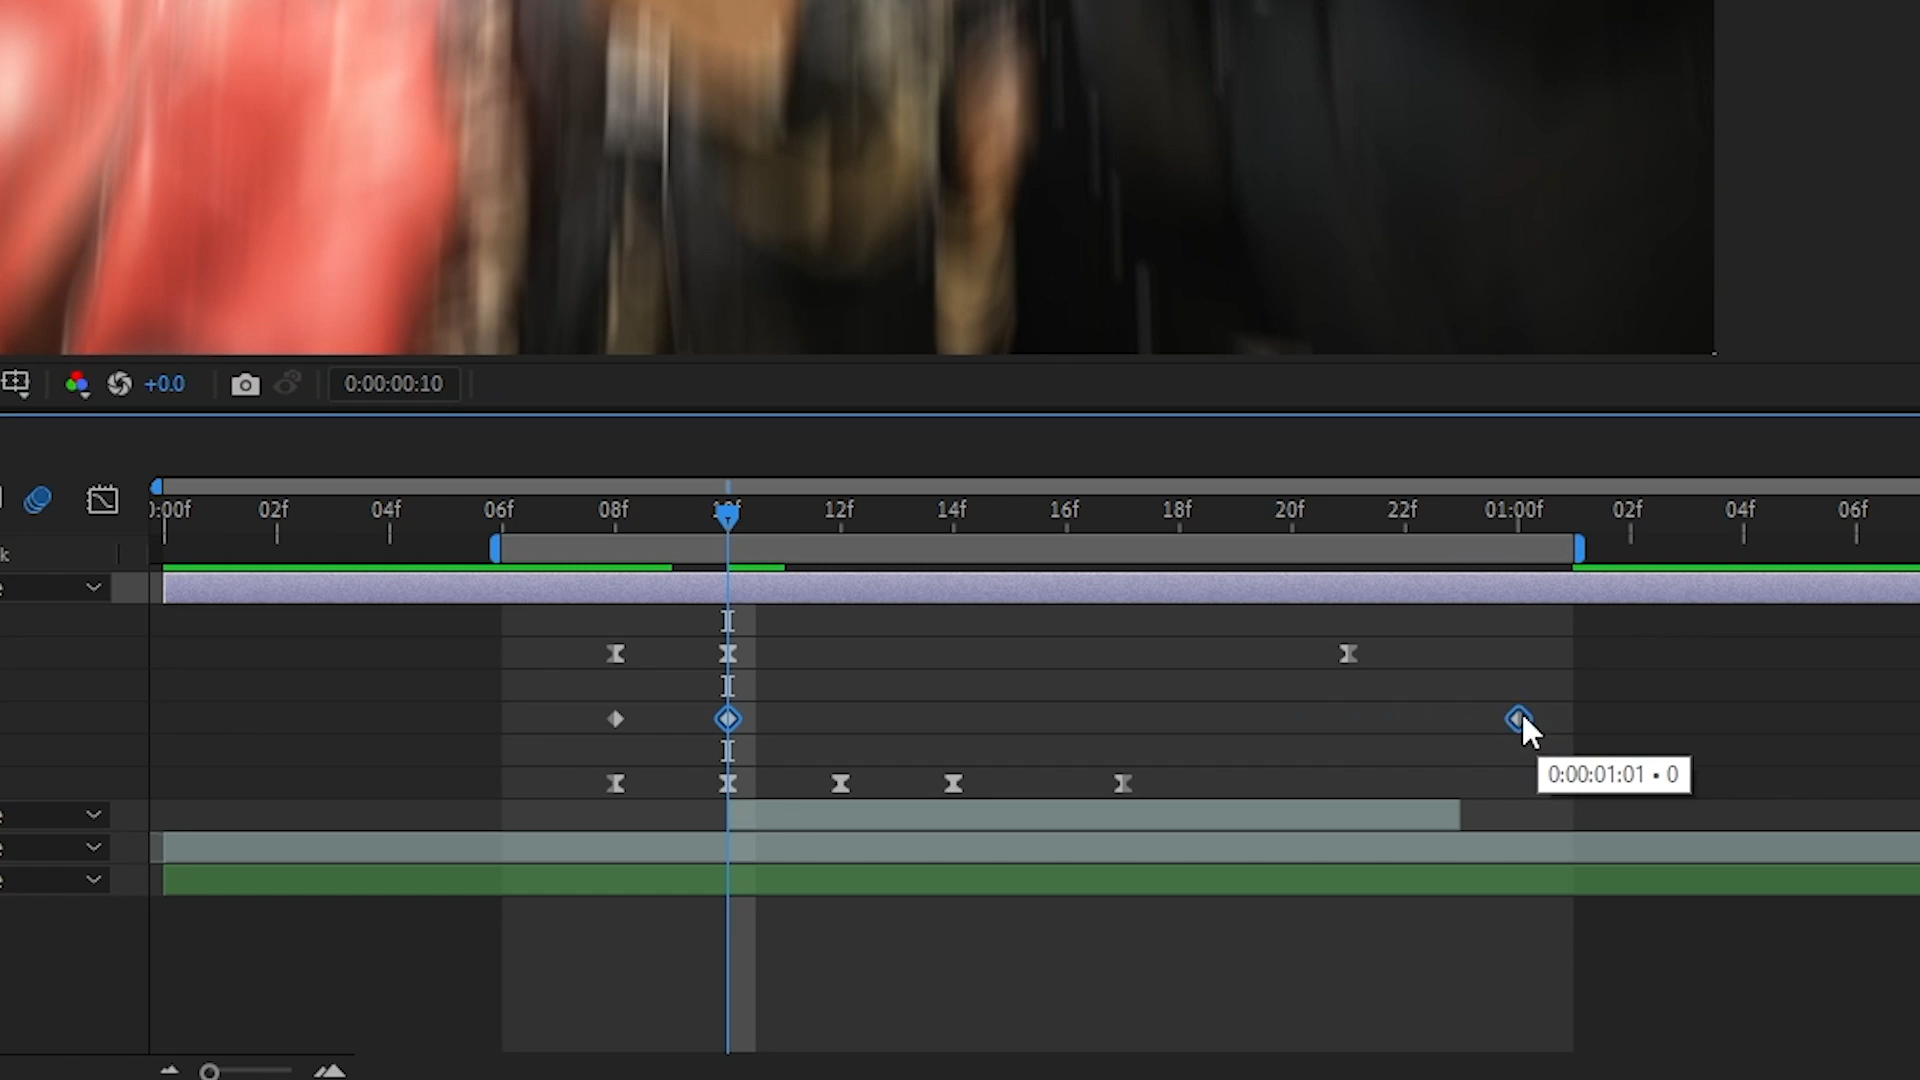 +0.0 0:00:00:10
:00f 02f 04f 06f 08f 12f 14f 16f 18f 20f 22f 01:00f 02f 04f 06f
k
0:00:01:01 • 0